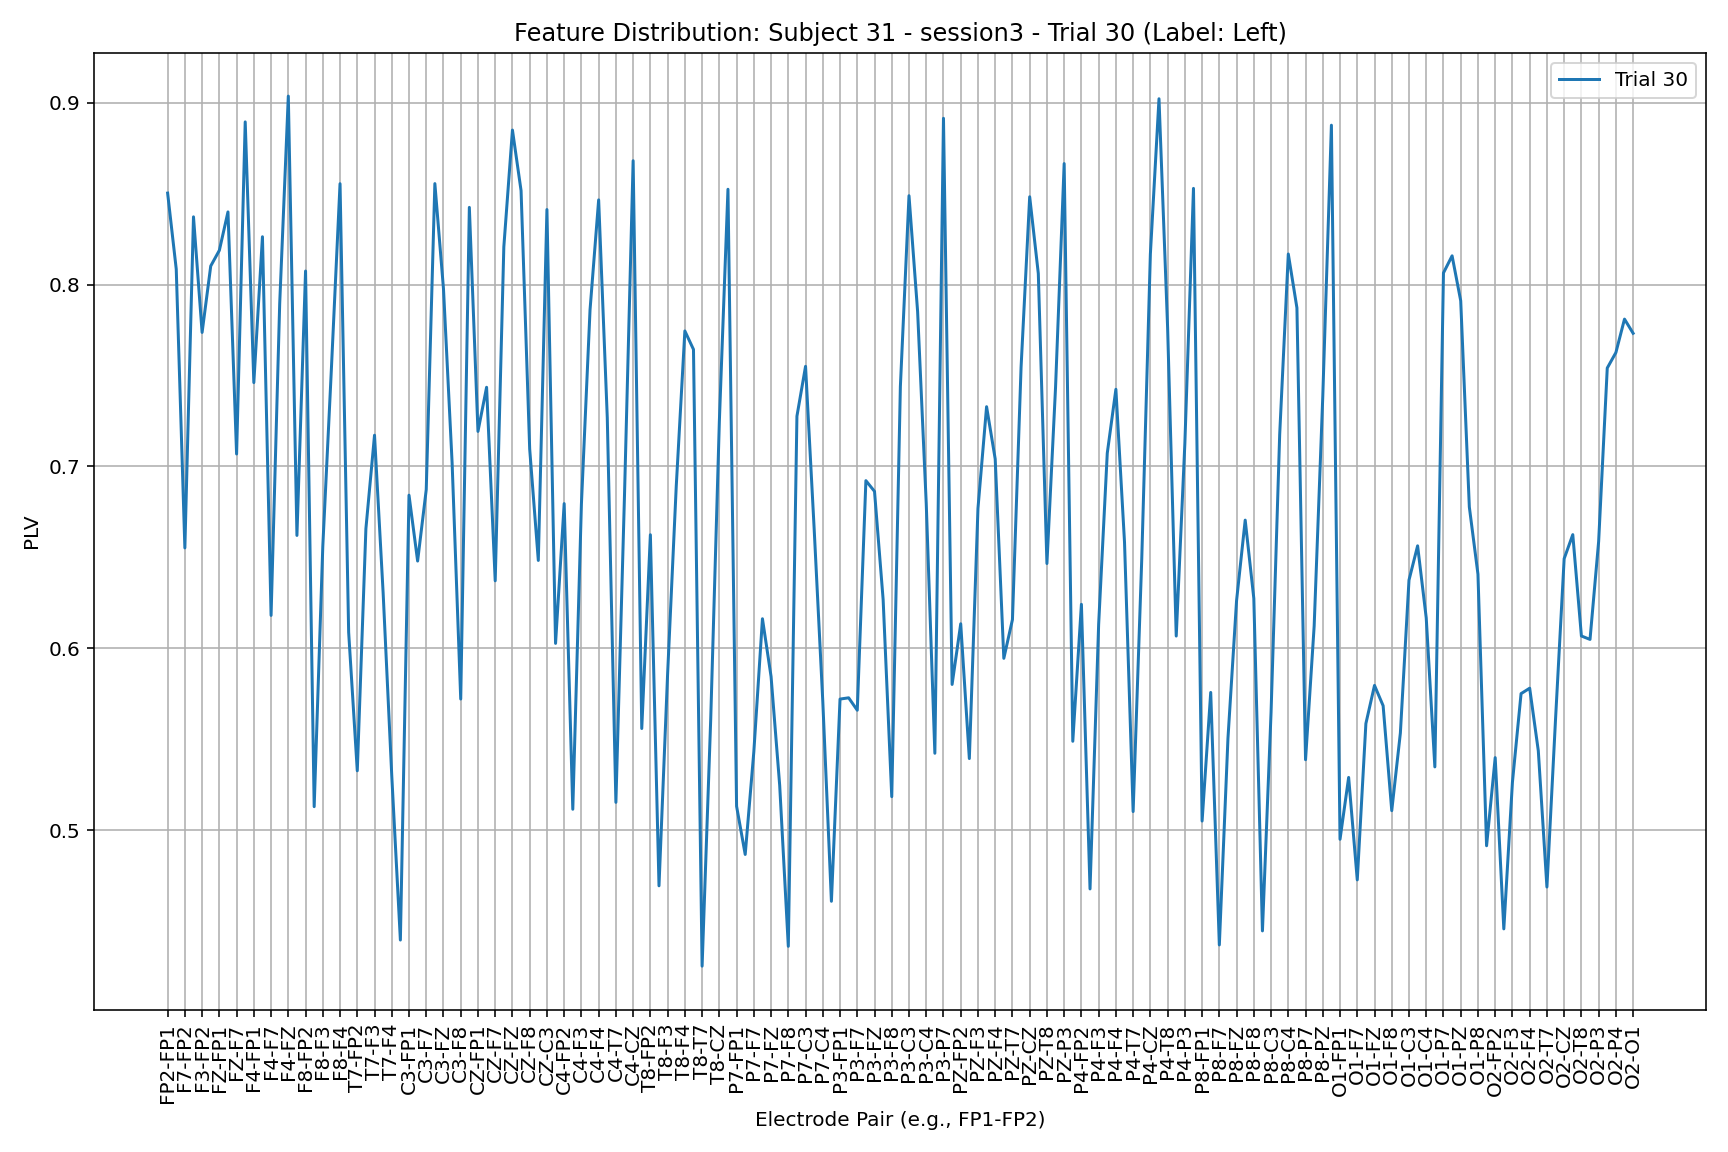 Feature Distribution: Subject 31 - session3 - Trial 30 (Label: Left)
Trial 30
0.9
0.8
0.7
0.6
0.5
PLV
FP2-FP1
F7-FP2
F3-FP2
FZ-FP1
FZ-F7
F4-FP1
F4-F7
F4-FZ
F8-FP2
F8-F3
F8-F4
T7-FP2
T7-F3
T7-F4
C3-FP1
C3-F7
C3-FZ
C3-F8
CZ-FP1
CZ-F7
CZ-FZ
CZ-F8
CZ-C3
C4-FP2
C4-F3
C4-F4
C4-T7
C4-CZ
T8-FP2
T8-F3
T8-F4
T8-T7
T8-CZ
P7-FP1
P7-F7
P7-FZ
P7-F8
P7-C3
P7-C4
P3-FP1
P3-F7
P3-FZ
P3-F8
P3-C3
P3-C4
P3-P7
PZ-FP2
PZ-F3
PZ-F4
PZ-T7
PZ-CZ
PZ-T8
PZ-P3
P4-FP2
P4-F3
P4-F4
P4-T7
P4-CZ
P4-T8
P4-P3
P8-FP1
P8-F7
P8-FZ
P8-F8
P8-C3
P8-C4
P8-P7
P8-PZ
O1-FP1
O1-F7
O1-FZ
O1-F8
O1-C3
O1-C4
O1-P7
O1-PZ
O1-P8
O2-FP2
O2-F3
O2-F4
O2-T7
O2-CZ
O2-T8
O2-P3
O2-P4
O2-O1
Electrode Pair (e.g., FP1-FP2)